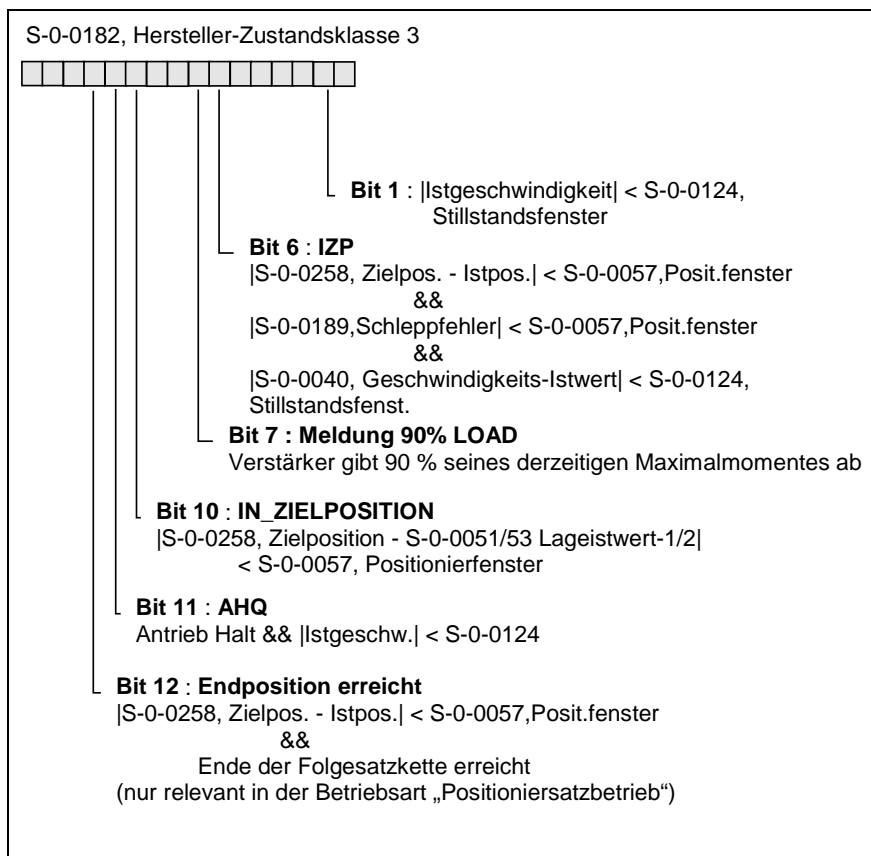 S-0-0182, Hersteller-Zustandsklasse 3
Bit 1 : |Istgeschwindigkeit| < S-0-0124,
Stillstandsfenster
Bit 6 : IZP
|S-0-0258, Zielpos. - Istpos.| < S-0-0057,Posit.fenster
&&
|S-0-0189,Schleppfehler| < S-0-0057,Posit.fenster
&&
|S-0-0040, Geschwindigkeits-Istwert| < S-0-0124,
Stillstandsfenst.
Bit 7 : Meldung 90% LOAD
Verstärker gibt 90 % seines derzeitigen Maximalmomentes ab
Bit 10 : IN_ZIELPOSITION
|S-0-0258, Zielposition - S-0-0051/53 Lageistwert-1/2|
< S-0-0057, Positionierfenster
Bit 11 : AHQ
Antrieb Halt && |Istgeschw.| < S-0-0124
Bit 12 : Endposition erreicht
|S-0-0258, Zielpos. - Istpos.| < S-0-0057,Posit.fenster
&&
Ende der Folgesatzkette erreicht
(nur relevant in der Betriebsart „Positioniersatzbetrieb“)